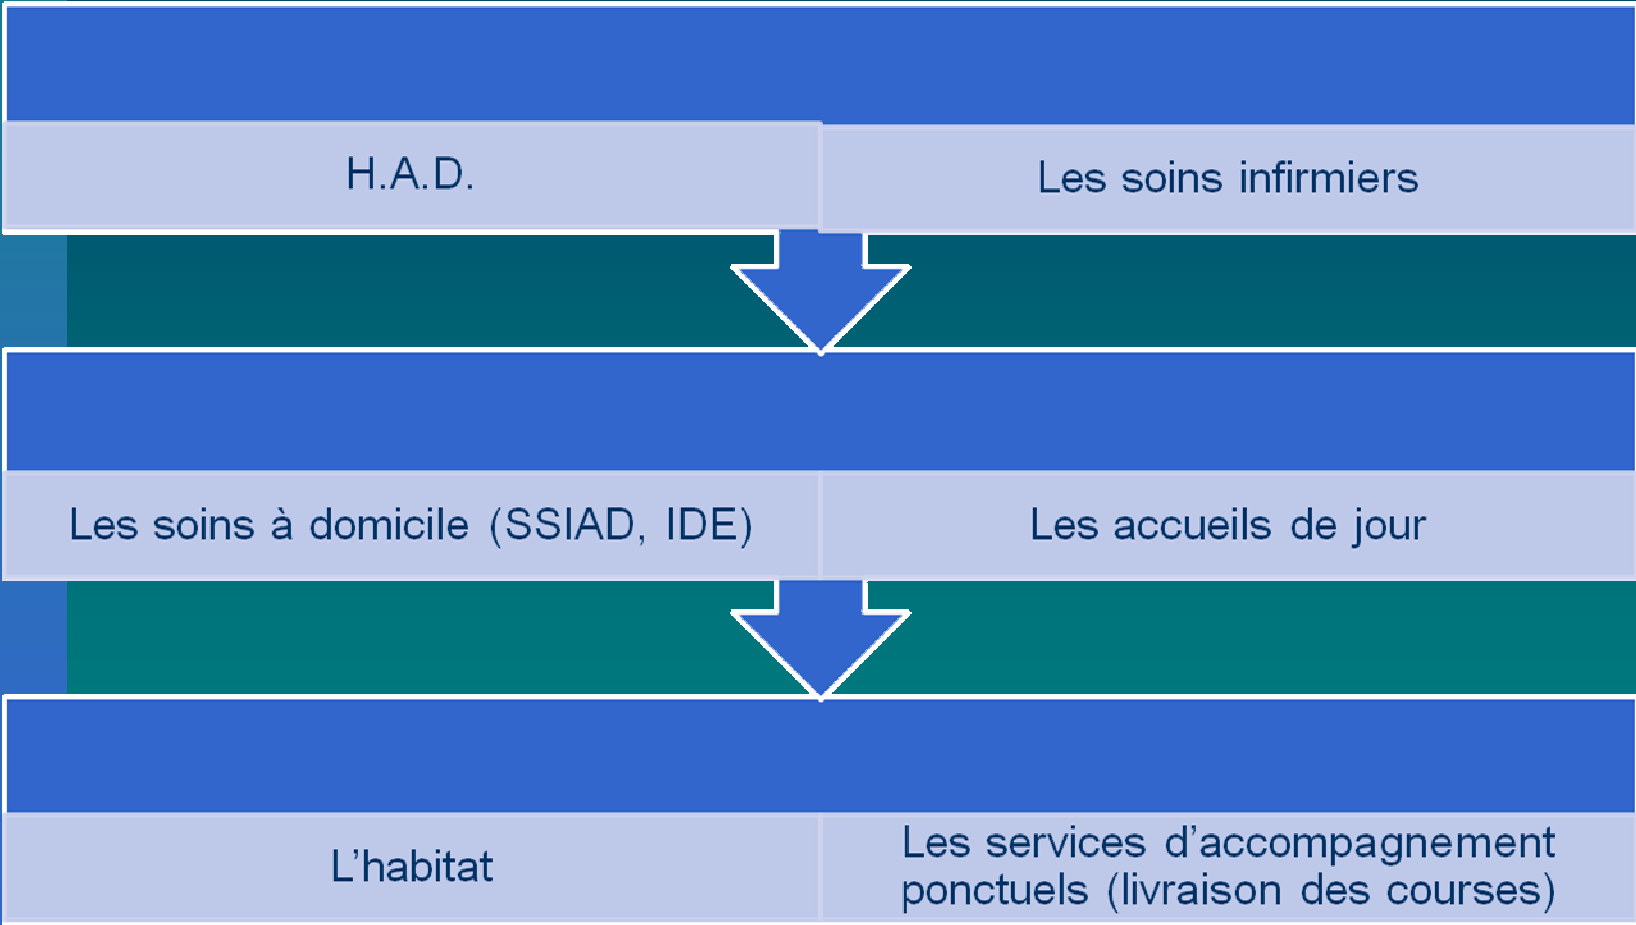 H.A.D.
Les soins infirmiers
Les soins à domicile (SSIAD, IDE)
Les accueils de jour
L’habitat
Les services d’accompagnement
ponctuels (livraison des courses)